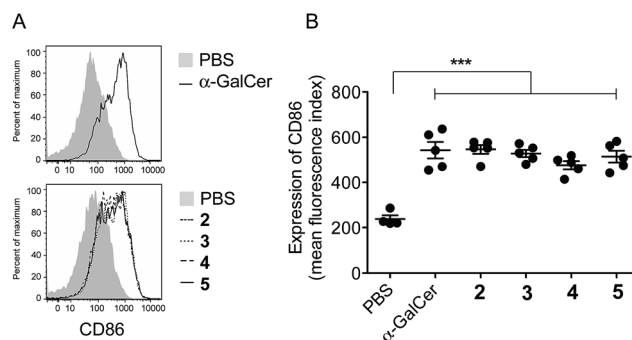 A
Percent of maximum
100
80
60
40
20
0
0 10 100 1000 10000
PBS
α-GalCer
Percent of maximum
100
80
60
40
20
0
0 10 100 1000 10000
CD86
PBS
2
3
4
5
B
Expression of CD86
(mean fluorescence index)
800
600
400
200
0
***
PBS
α-GalCer
2
3
4
5